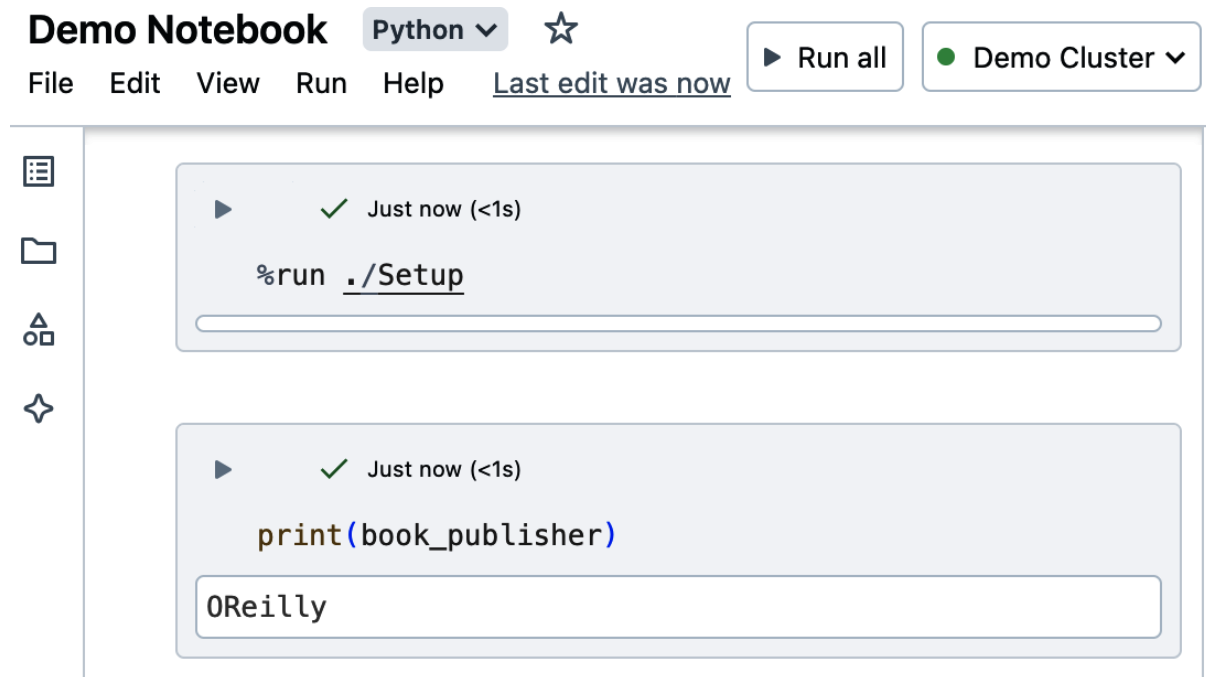 Demo Notebook Python
File Edit View Run Help Last edit was now
Run all
Demo Cluster
Just now (<1s)
%run ./Setup
Just now (<1s)
print(book_publisher)
OReilly